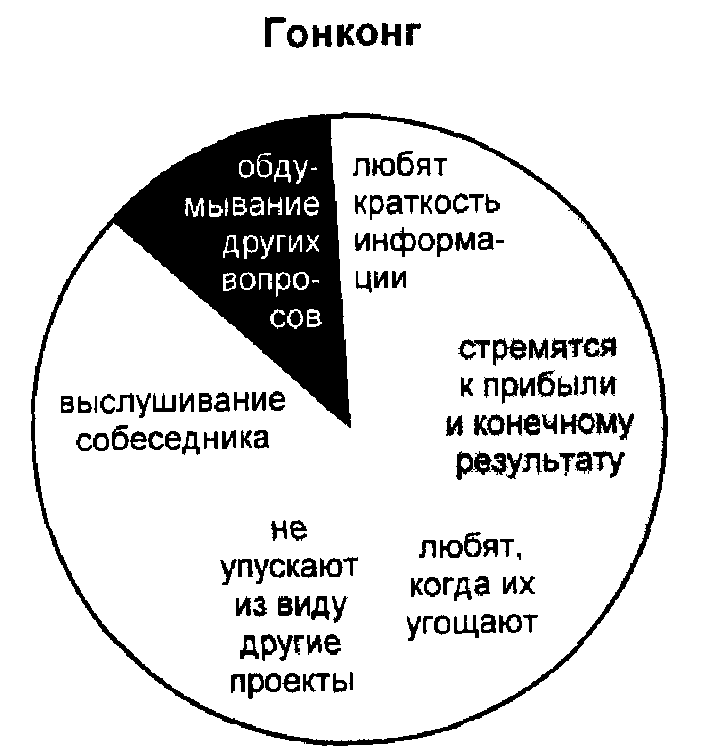 Гонконг
обду-
мывание
других
вопро-
сов
любят
краткость
информа-
ции
стремятся
к прибыли
и конечному
результату
выслушивание
собеседника
не
упускают
из виду
другие
проекты
любят,
когда их
угощают